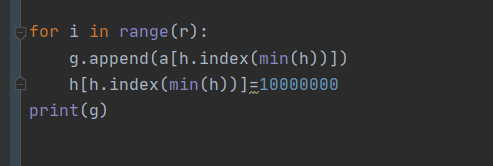 for i in range(r):
    g.append(a[h.index(min(h))])
    h[h.index(min(h))]=10000000
print(g)